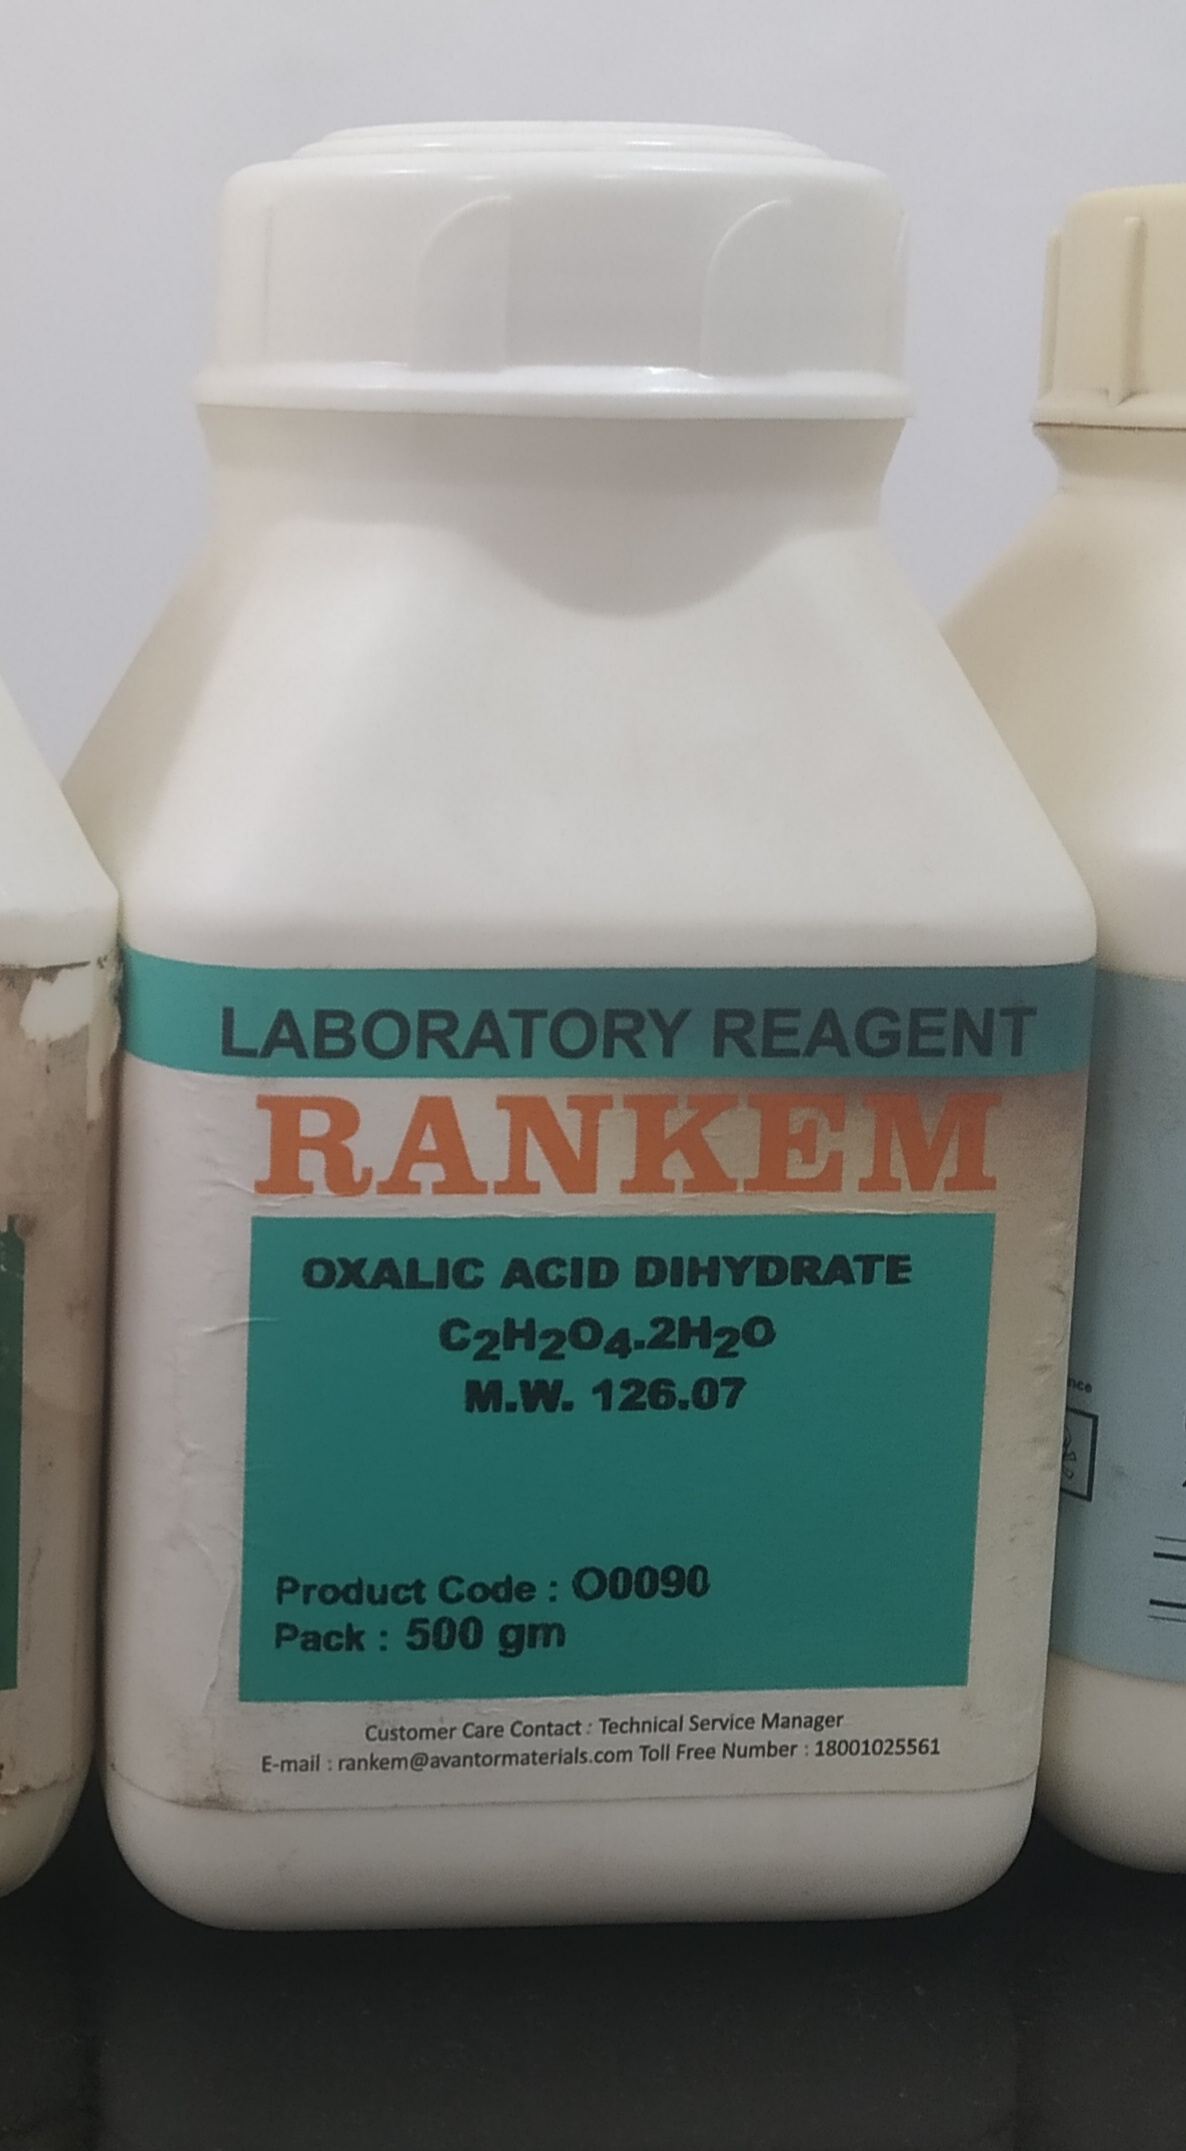 LABORATORY REAGENT
RANKEM
OXALIC ACID DIHYDRATE
C2H2O4.2H2O
M.W. 126.07
Product Code : O0090
Pack : 500 gm
Customer Care Contact : Technical Service Manager
E-mail : rankem@avantormaterials.com Toll Free Number : 18001025561